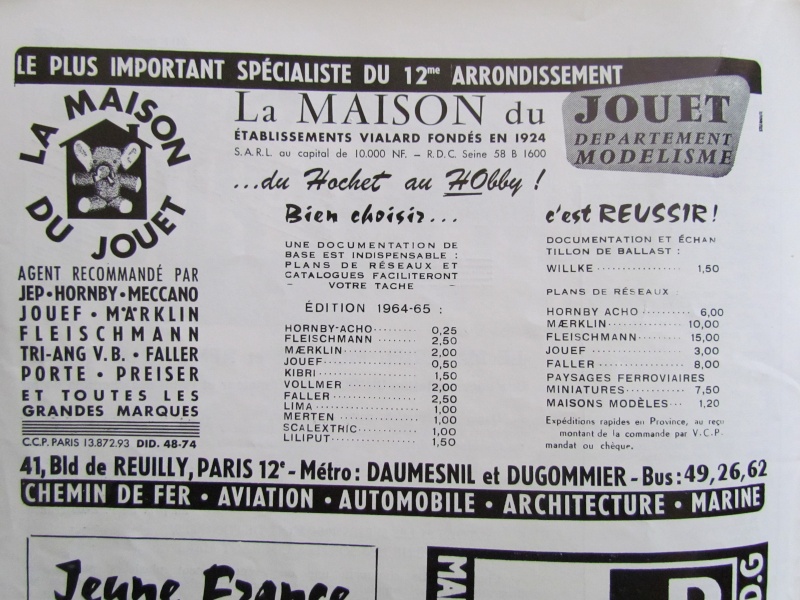 LE PLUS IMPORTANT SPÉCIALISTE DU 12me ARRONDISSEMENT
LA MAISON
DU JOUET
La MAISON du
JOUET
DEPARTEMENT
MODELISME
ÉTABLISSEMENTS VIALARD FONDÉS EN 1924
S.A.R.L. au capital de 10.000 NF. – R.D.C. Seine 58 B 1600
...du Hochet au HObby !
Bien choisir...
c'est REUSSIR!
AGENT RECOMMANDÉ PAR
JEP•HORNBY•MECCANO
JOUEF • MÄRKLIN
FLEISCHMANN
TRI-ANG V.B. • FALLER
PORTE • PREISER
ET TOUTES LES
GRANDES MARQUES
C.C.P. PARIS 13.872.93 DID. 48-74
UNE DOCUMENTATION DE
BASE EST INDISPENSABLE :
PLANS DE RÉSEAUX ET
CATALOGUES FACILITERONT
– VOTRE TACHE –
ÉDITION 1964-65 :
HORNBY-ACHO 0,25
FLEISCHMANN 2,50
MÆRKLIN 2,00
JOUEF 0,50
KIBRI 1,50
VOLLMER 2,00
FALLER 2,50
LIMA 1,00
MERTEN 1,00
SCALEXTRIC 1,00
LILIPUT 1,50
DOCUMENTATION ET ÉCHAN
TILLON DE BALLAST :
WILLKE 1,50
PLANS DE RÉSEAUX
HORNBY ACHO 6,00
MÆRKLIN 10,00
FLEISCHMANN 15,00
JOUEF 3,00
FALLER 8,00
PAYSAGES FERROVIAIRES
MINIATURES 7,50
MAISONS MODÈLES 1,20
Expéditions rapides en Province, au reçu
montant de la commande par V.C.P.
mandat ou chèque.
41, Bld de REUILLY, PARIS 12e - Métro : DAUMESNIL et DUGOMMIER - Bus : 49,26,62
CHEMIN DE FER • AVIATION • AUTOMOBILE • ARCHITECTURE • MARINE
Jeune France
MA
D.G